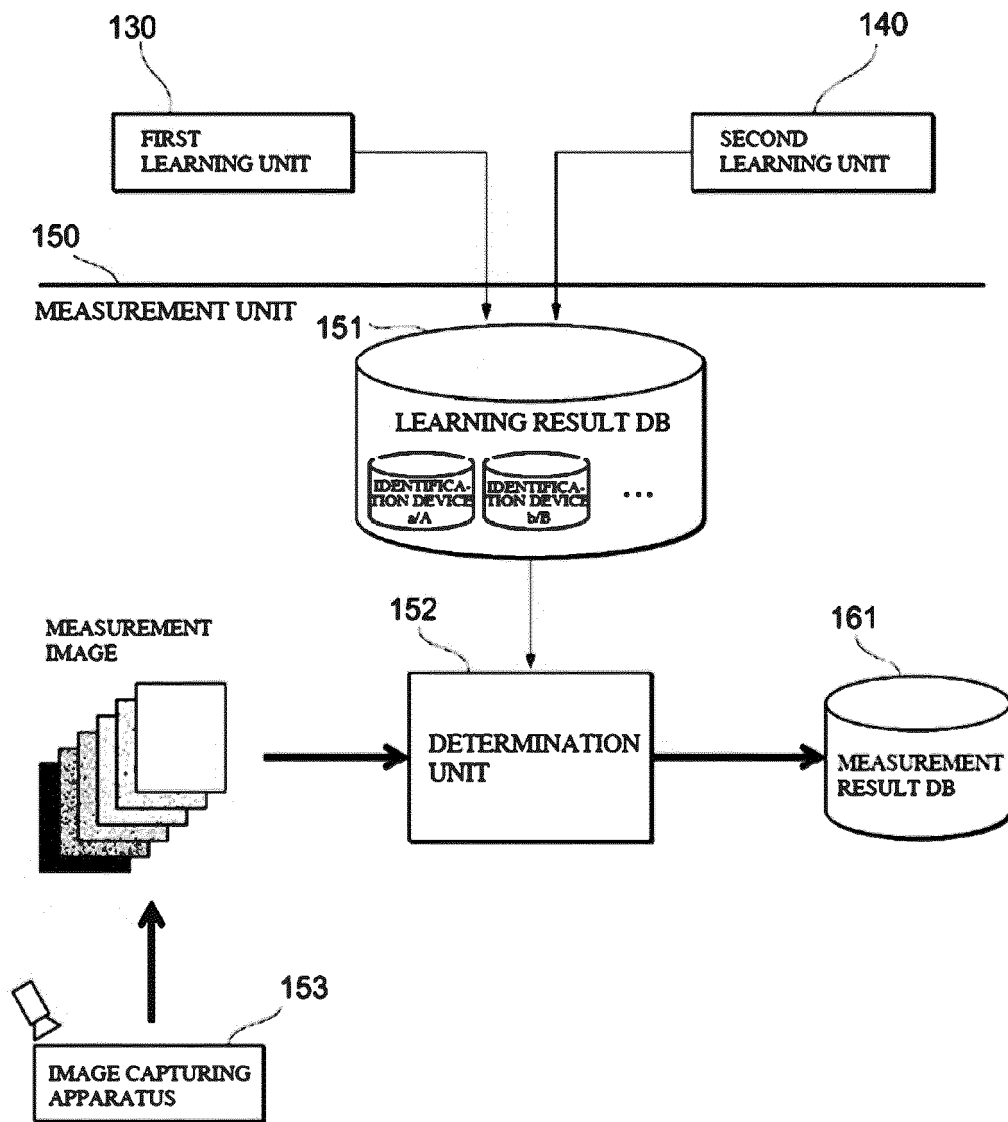 130
140
FIRST
LEARNING UNIT
SECOND
LEARNING UNIT
150
MEASUREMENT UNIT
151
LEARNING RESULT DB
IDENTIFICA-
TION DEVICE
a/A
IDENTIFICA-
TION DEVICE
b/B
...
152
161
MEASUREMENT
IMAGE
DETERMINATION
UNIT
MEASUREMENT
RESULT DB
153
IMAGE CAPTURING
APPARATUS